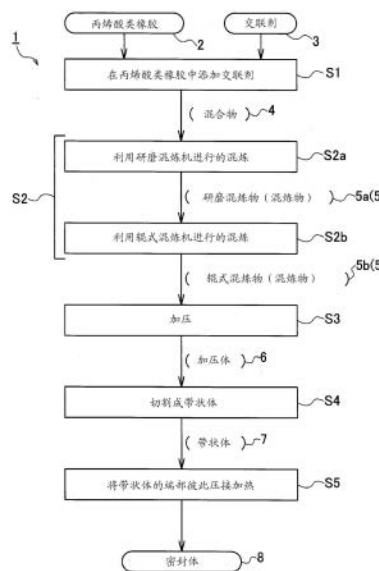 1
丙烯酸类橡胶
2
交联剂
3
在丙烯酸类橡胶中添加交联剂
S1
(混合物)
4
S2
利用研磨混炼机进行的混炼
S2a
(研磨混炼物(混炼物))
5a(5
利用辊式混炼机进行的混炼
S2b
(辊式混炼物(混炼物))
5b(5
加压
S3
(加压体)
6
切割成带状体
S4
(带状体)
7
将带状体的端部彼此压接加热
S5
密封体
8